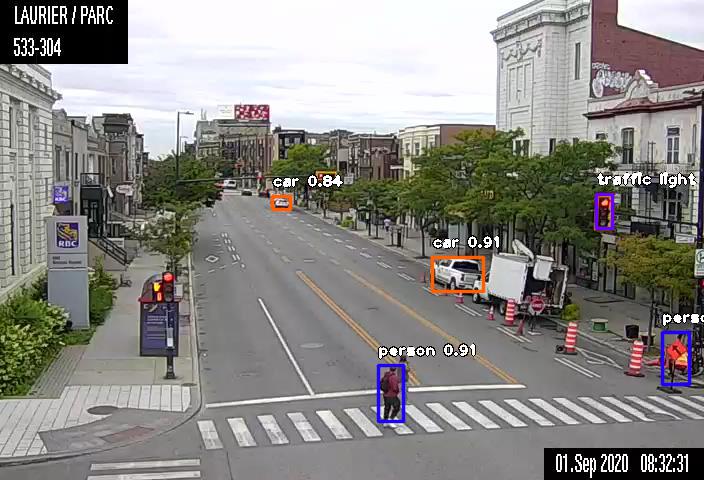 LAURIER / PARC
533-304
car 0.84
traffic light
car 0.91
RBC
perso
person 0.91
01.Sep 2020 08:32:31